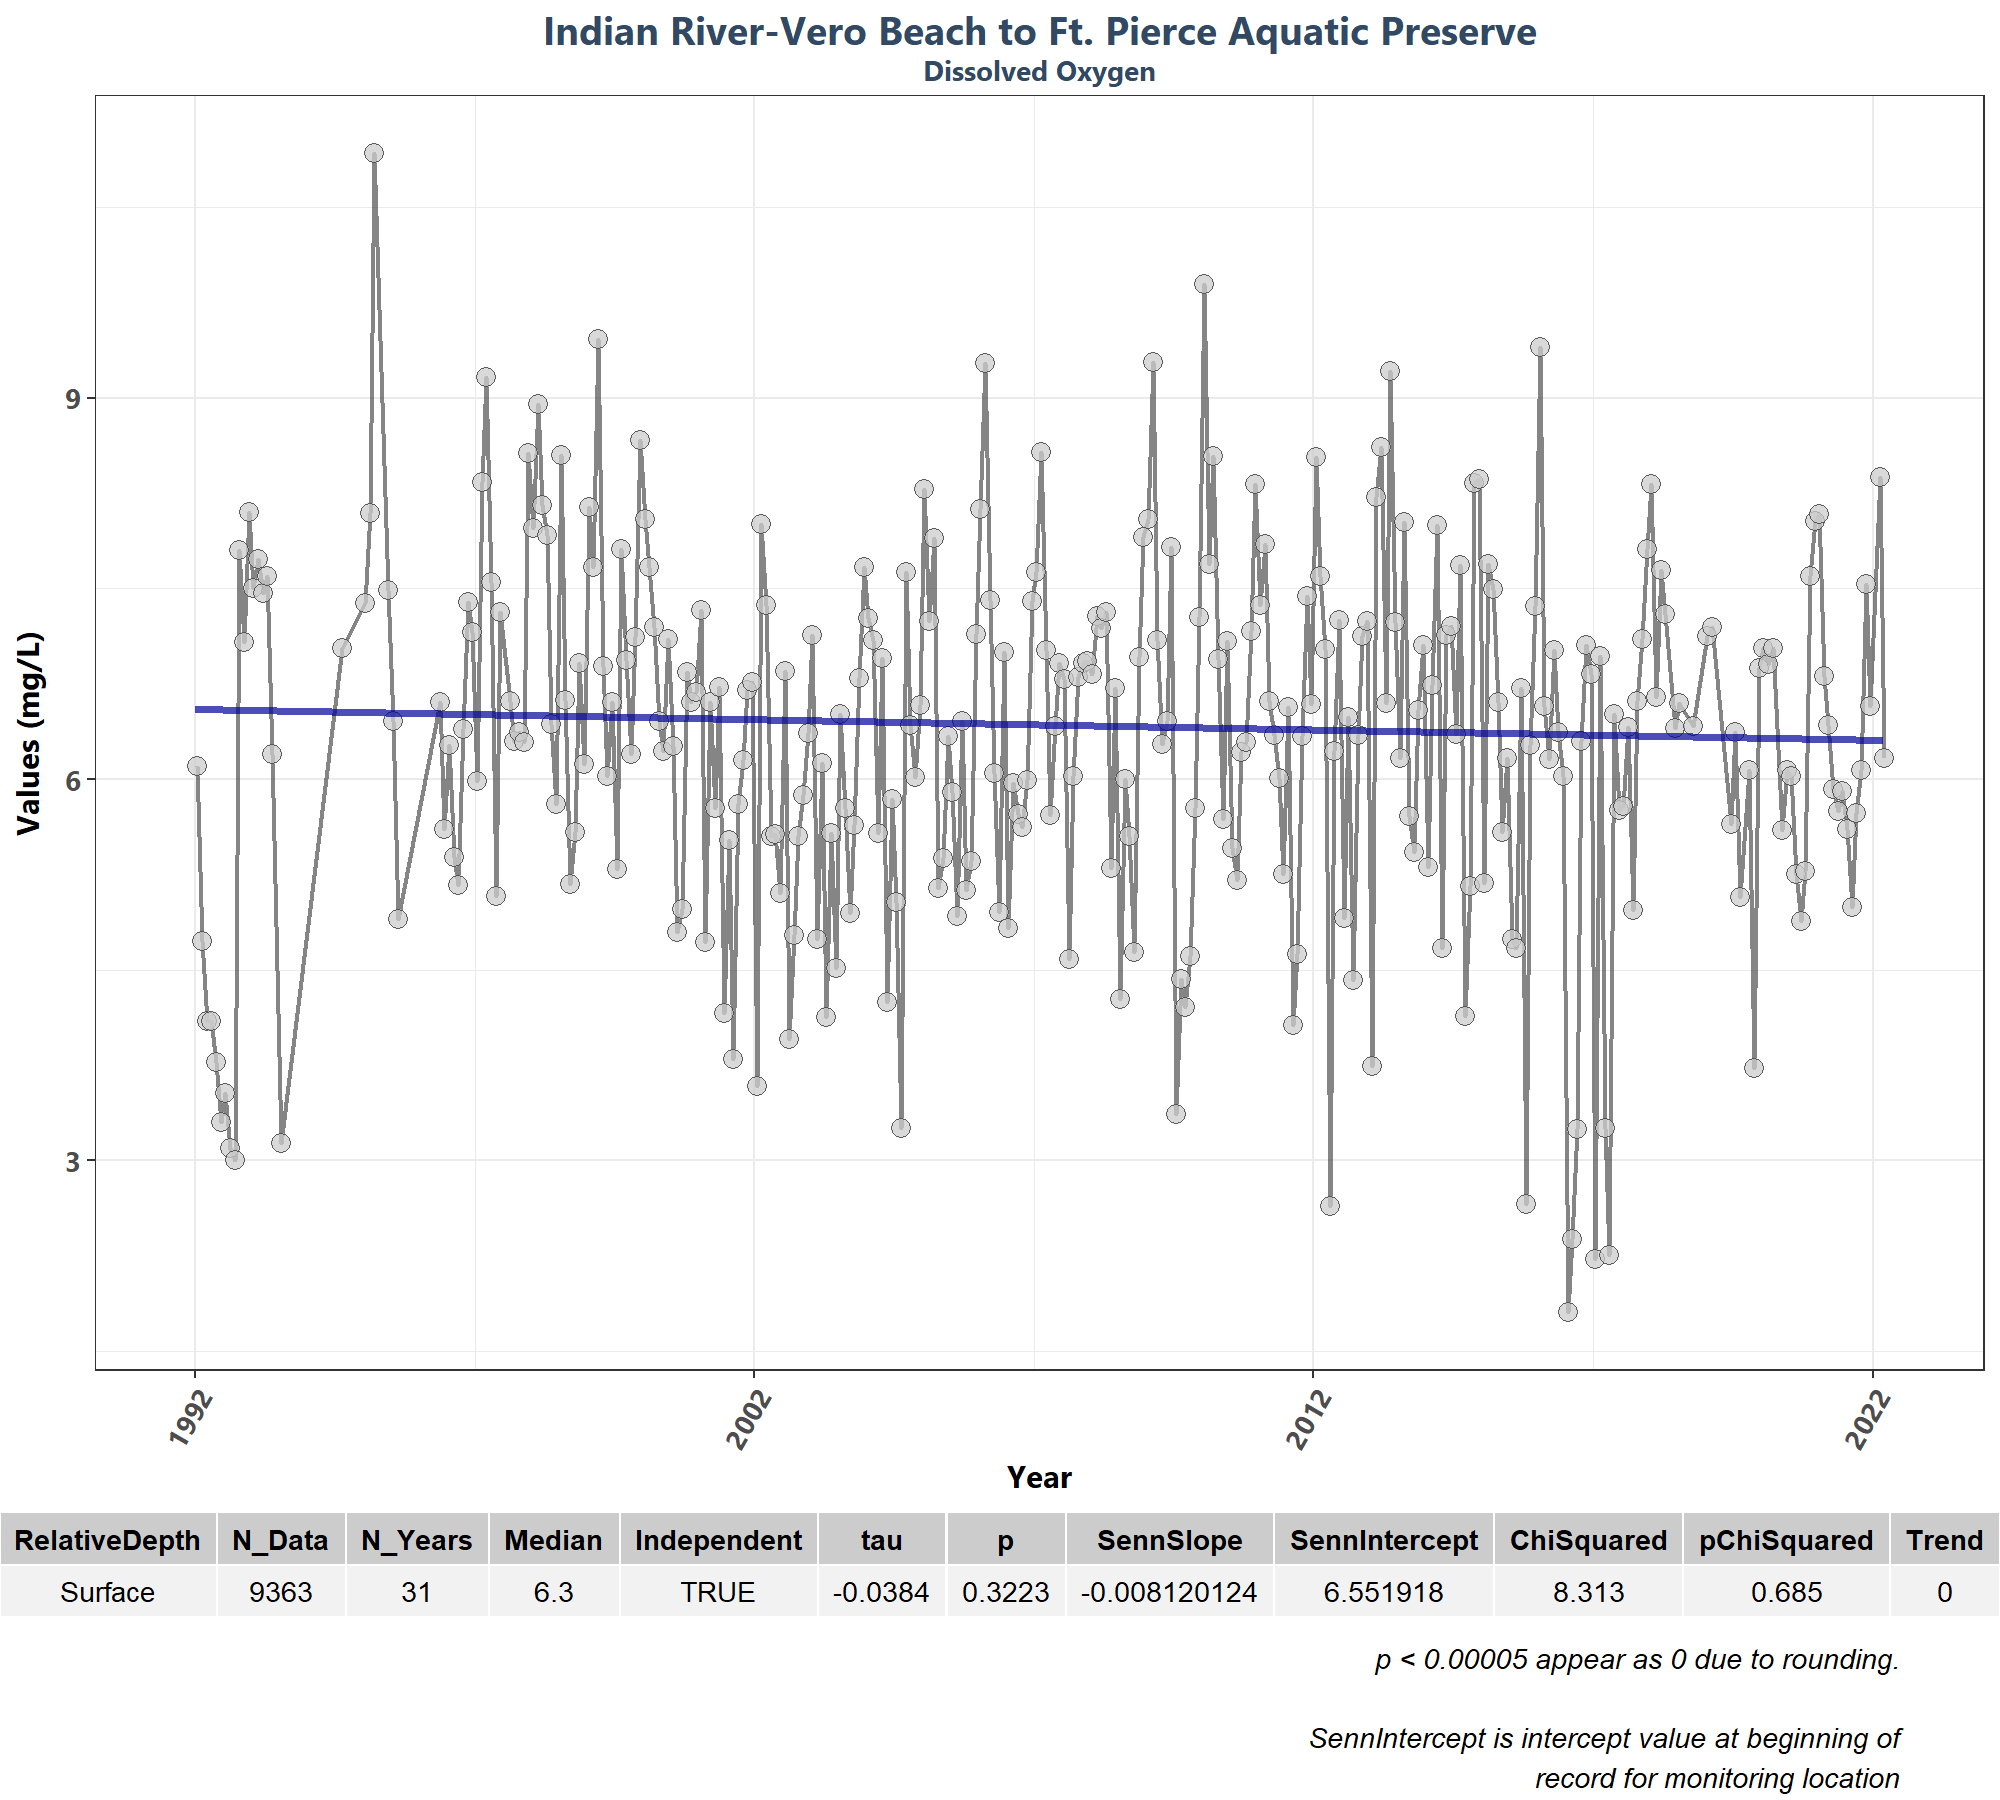 Indian River-Vero Beach to Ft. Pierce Aquatic Preserve
Dissolved Oxygen
Values (mg/L)
9
6
3
1992 2002 2012 2022
Year
RelativeDepth N_Data N_Years Median Independent tau p SennSlope SennIntercept ChiSquared pChiSquared Trend
Surface 9363 31 6.3 TRUE -0.0384 0.3223 -0.008120124 6.551918 8.313 0.685 0
p < 0.00005 appear as 0 due to rounding.
SennIntercept is intercept value at beginning of
record for monitoring location